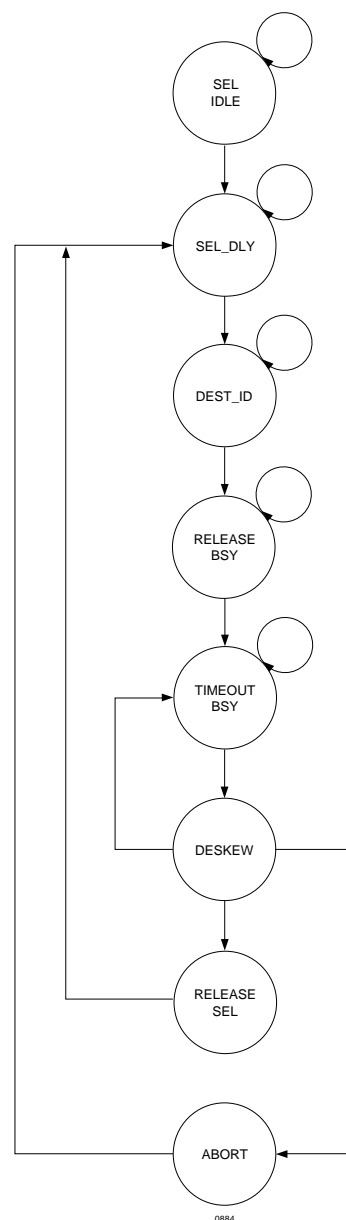 SEL
IDLE
SEL_DLY
DEST_ID
RELEASE
BSY
TIMEOUT
BSY
DESKEW
RELEASE
SEL
ABORT
0884